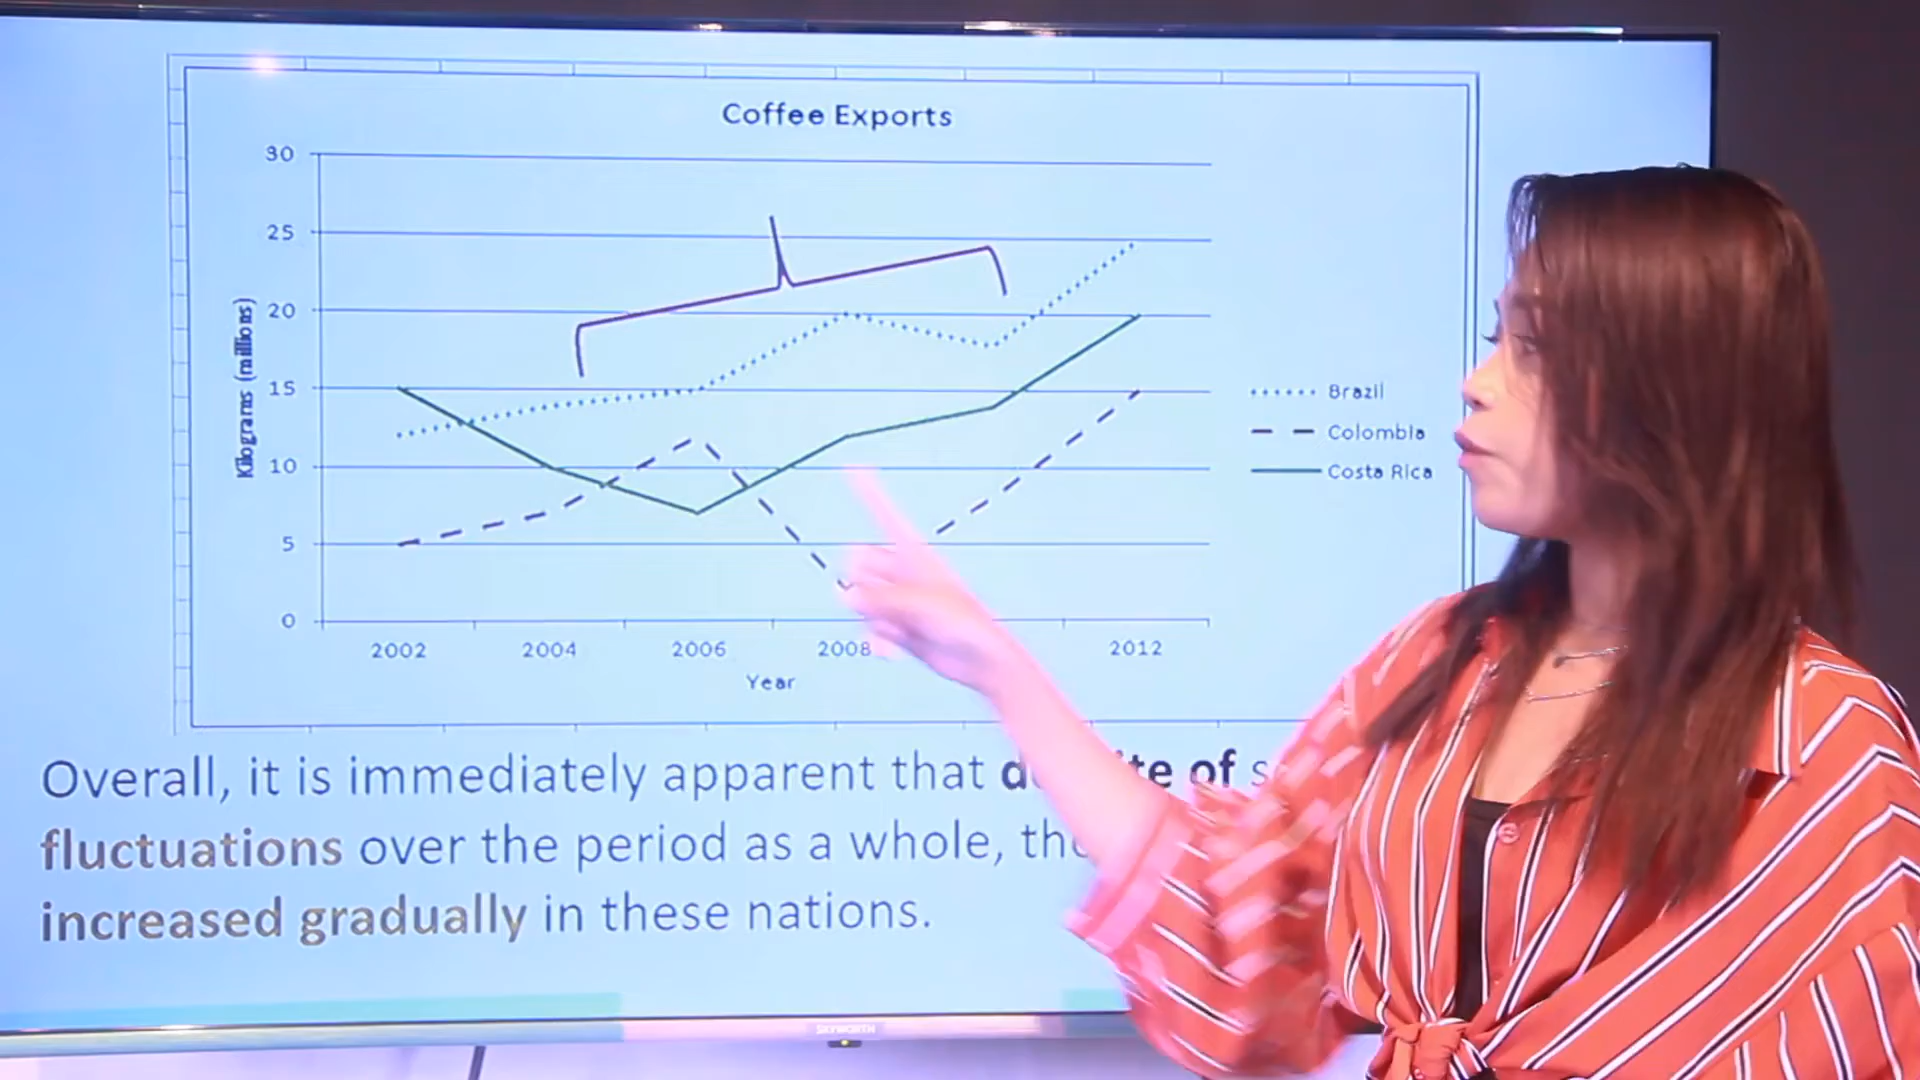 Coffee Exports
30
25
20
15
10
5
0
Kilograms (millions)
2002 2004 2006 2008 2012
Year
Brazil
Colombia
Costa Rica
Overall, it is immediately apparent that of
fluctuations over the period as a whole,
increased gradually in these nations.
SKYWORTH